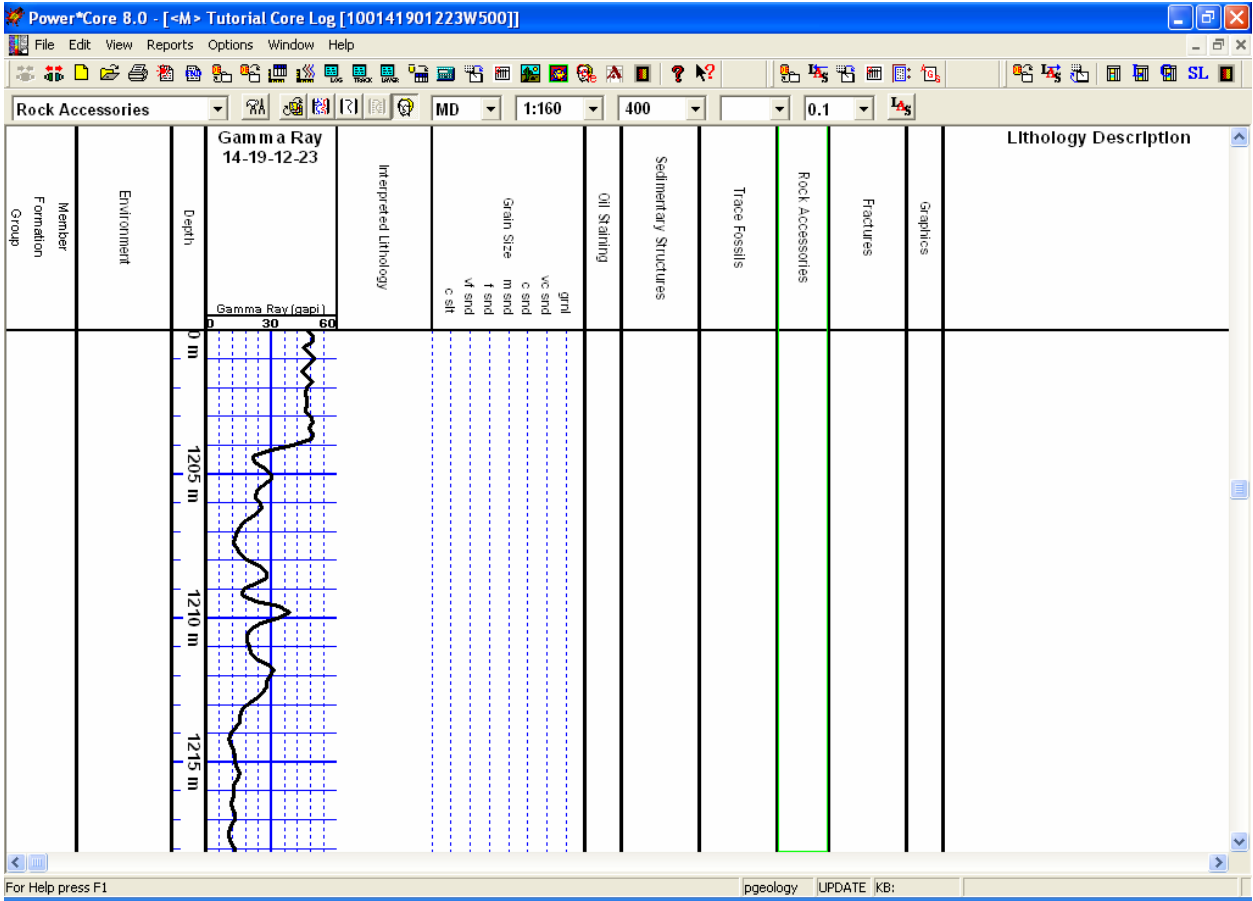 Power*Core 8.0 - [<M> Tutorial Core Log [100141901223W500]]
File Edit View Reports Options Window Help
SL
Rock Accessories MD 1:160 400 0.1 LAS
Group
Formation
Member
Environment
Depth
Gamma Ray
14-19-12-23
Gamma Ray (gapi)
0 30 60
Interpreted Lithology
Grain Size
c slt
vf snd
f snd
m snd
c snd
vc snd
grnl
Oil Staining
Sedimentary Structures
Trace Fossils
Rock Accessories
Fractures
Graphics
Lithology Description
0 m
1205 m
1210 m
1215 m
For Help press F1 pgeology UPDATE KB: